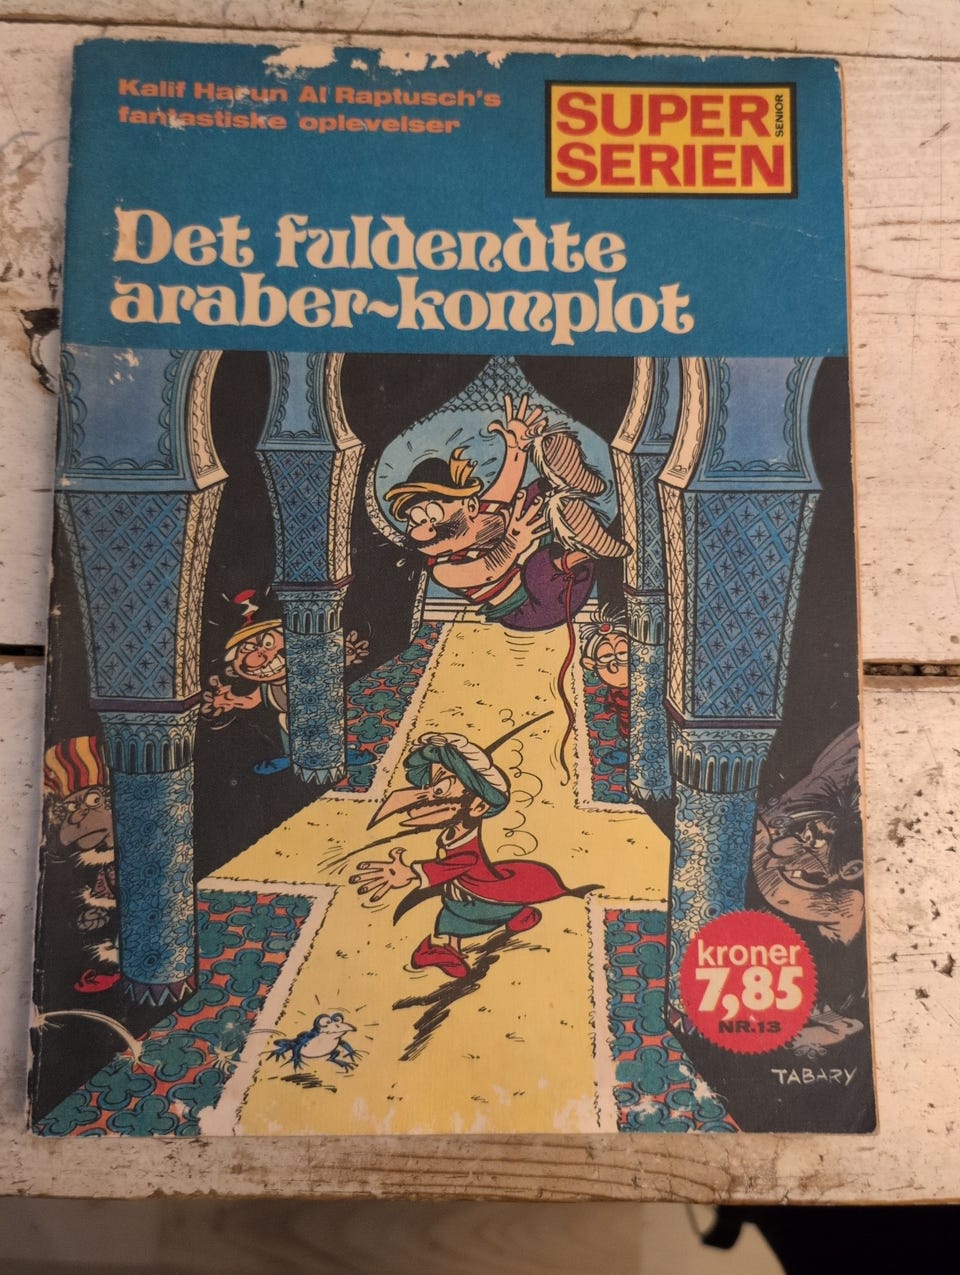 Kalif Harun Al Raptusch's
fantastiske oplevelser
SUPER
SENIOR
SERIEN
Det fuldendte
araber-komplot
kroner
7,85
NR.13
TABARY